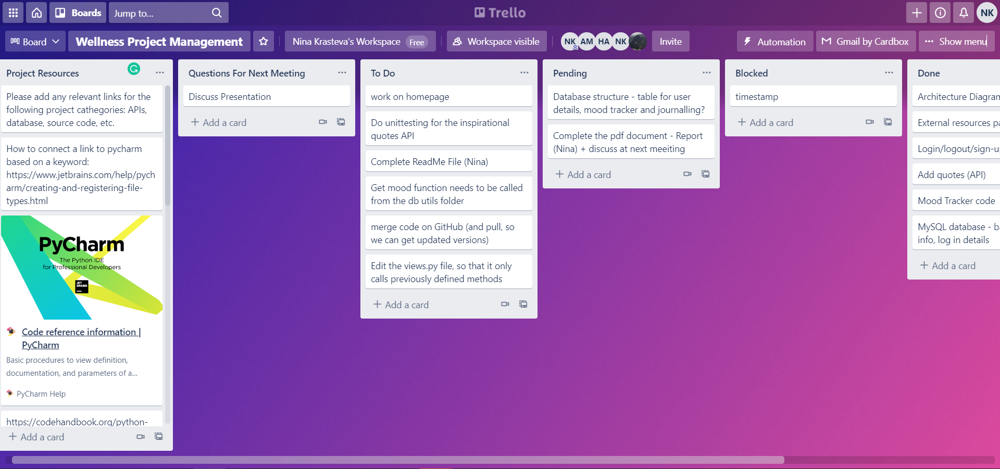 Boards
Jump to...
Trello
NK
Board
Wellness Project Management
Nina Krasteva's Workspace Free
Workspace visible
NK AM HA NK
Invite
Automation
Gmail by Cardbox
Show menu
Project Resources
Please add any relevant links for the
following project cathegories: APIs,
database, source code, etc.
How to connect a link to pycharm
based on a keyword:
https://www.jetbrains.com/help/pych
arm/creating-and-registering-file-
types.html
PyCharm
The Python IDE
for Professional Developers
JET
BRAINS
Code reference information |
PyCharm
Basic procedures to view definition,
documentation, and parameters of a...
PyCharm Help
https://codehandbook.org/python-
Add a card
Questions For Next Meeting
Discuss Presentation
Add a card
To Do
work on homepage
Do unittesting for the inspirational
quotes API
Complete ReadMe File (Nina)
Get mood function needs to be called
from the db utils folder
merge code on GitHub (and pull, so
we can get updated versions)
Edit the views.py file, so that it only
calls previously defined methods
Add a card
Pending
Database structure - table for user
details, mood tracker and journalling?
Complete the pdf document - Report
(Nina) + discuss at next meeiting
Add a card
Blocked
timestamp
Add a card
Done
Architecture Diagram
External resources
Login/logout/sign-u
Add quotes (API)
Mood Tracker code
MySQL database -
info, log in details
Add a card